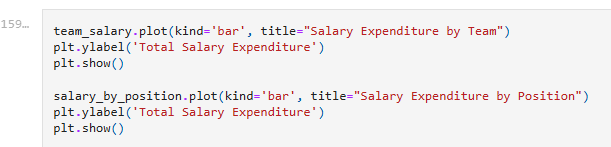 159…
team_salary.plot(kind='bar', title="Salary Expenditure by Team")
plt.ylabel('Total Salary Expenditure')
plt.show()
salary_by_position.plot(kind='bar', title="Salary Expenditure by Position")
plt.ylabel('Total Salary Expenditure')
plt.show()